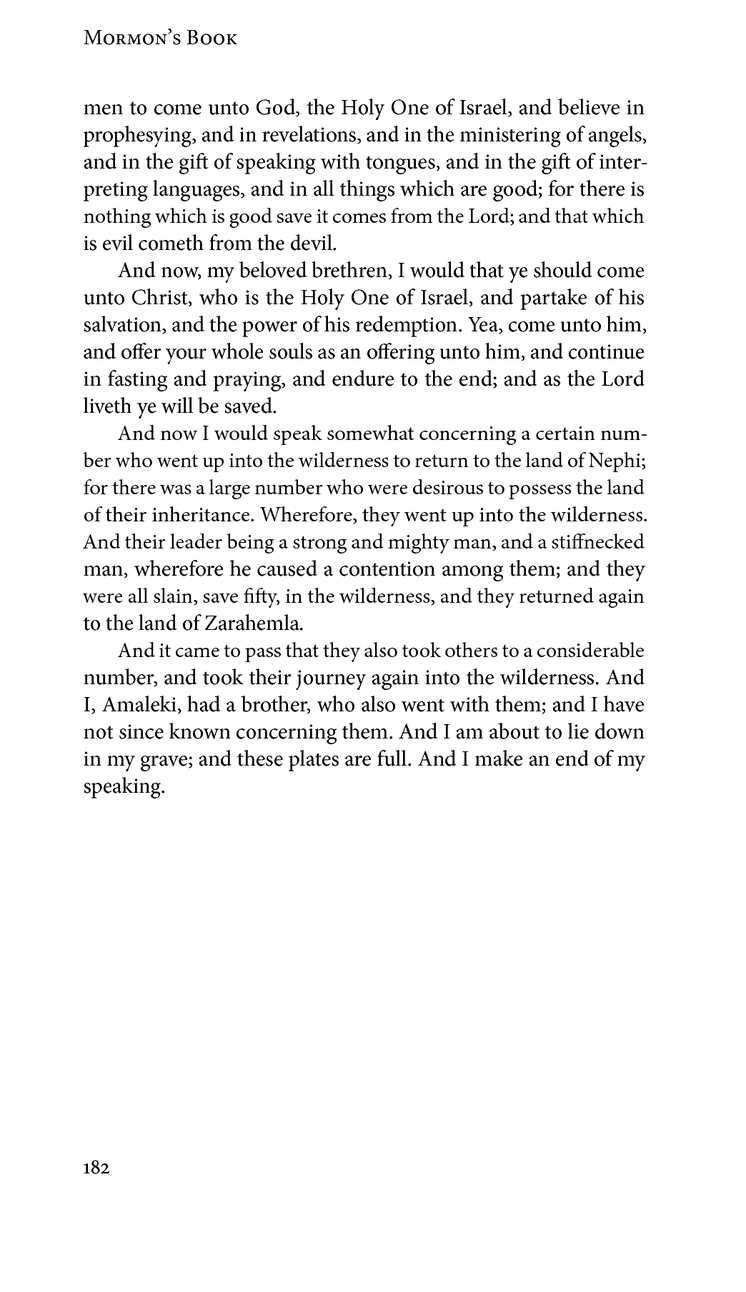 Mormon’s Book
men to come unto God, the Holy One of Israel, and believe in
prophesying, and in revelations, and in the ministering of angels,
and in the gift of speaking with tongues, and in the gift of inter-
preting languages, and in all things which are good; for there is
nothing which is good save it comes from the Lord; and that which
is evil cometh from the devil.
And now, my beloved brethren, I would that ye should come
unto Christ, who is the Holy One of Israel, and partake of his
salvation, and the power of his redemption. Yea, come unto him,
and offer your whole souls as an offering unto him, and continue
in fasting and praying, and endure to the end; and as the Lord
liveth ye will be saved.
And now I would speak somewhat concerning a certain num-
ber who went up into the wilderness to return to the land of Nephi;
for there was a large number who were desirous to possess the land
of their inheritance. Wherefore, they went up into the wilderness.
And their leader being a strong and mighty man, and a stiffnecked
man, wherefore he caused a contention among them; and they
were all slain, save fifty, in the wilderness, and they returned again
to the land of Zarahemla.
And it came to pass that they also took others to a considerable
number, and took their journey again into the wilderness. And
I, Amaleki, had a brother, who also went with them; and I have
not since known concerning them. And I am about to lie down
in my grave; and these plates are full. And I make an end of my
speaking.
182